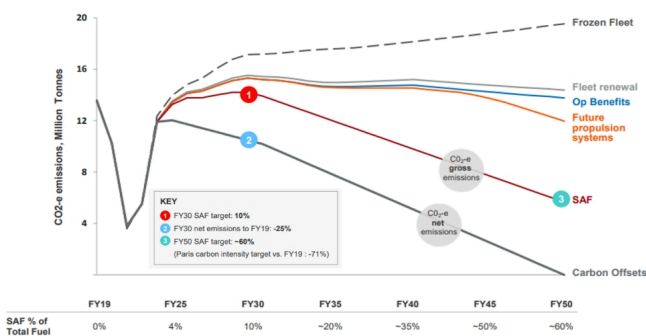 CO2-e emissions, Million Tonnes
20
16
12
8
4
Frozen Fleet
Fleet renewal
Op Benefits
Future
propulsion
systems
SAF
Carbon Offsets
1
2
3
C0₂-e
gross
emissions
C0₂-e
net
emissions
KEY
1 FY30 SAF target: 10%
2 FY30 net emissions to FY19: -25%
3 FY50 SAF target: ~60%
(Paris carbon intensity target vs. FY19 : -71%)
FY19 FY25 FY30 FY35 FY40 FY45 FY50
SAF % of
Total Fuel
0% 4% 10% ~20% ~35% ~50% ~60%